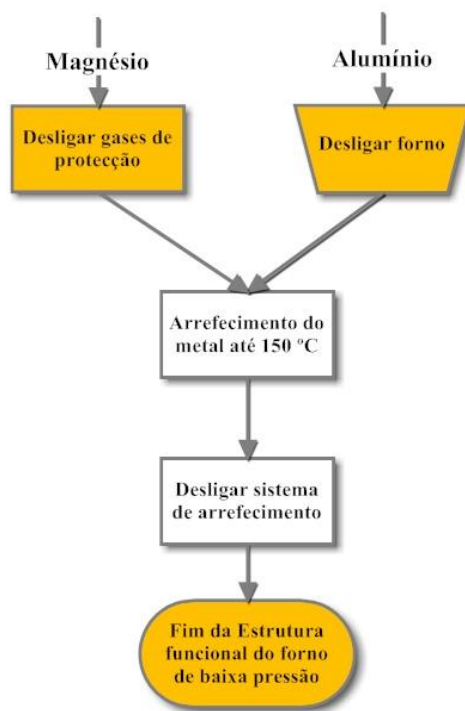 Magnésio
Alumínio
Desligar gases de
protecção
Desligar forno
Arrefecimento do
metal até 150 ºC
Desligar sistema
de arrefecimento
Fim da Estrutura
funcional do forno
de baixa pressão